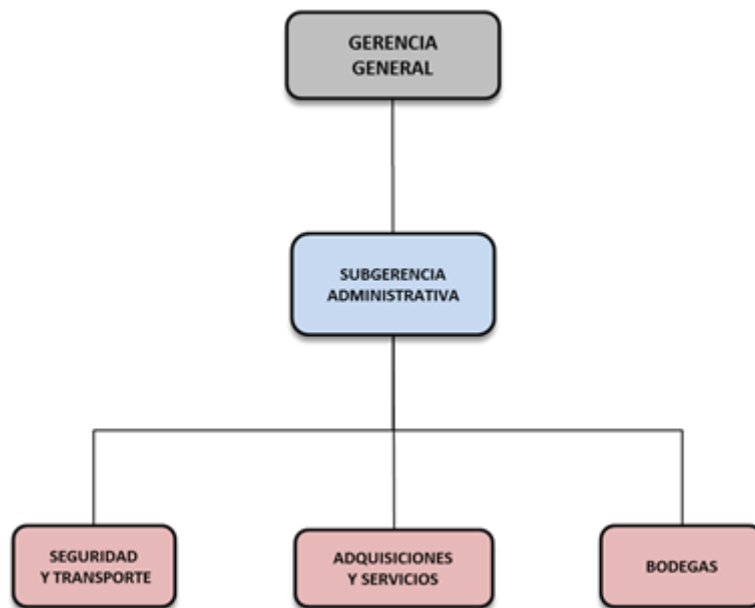 GERENCIA
GENERAL
SUBGERENCIA
ADMINISTRATIVA
SEGURIDAD
Y TRANSPORTE
ADQUISICIONES
Y SERVICIOS
BODEGAS